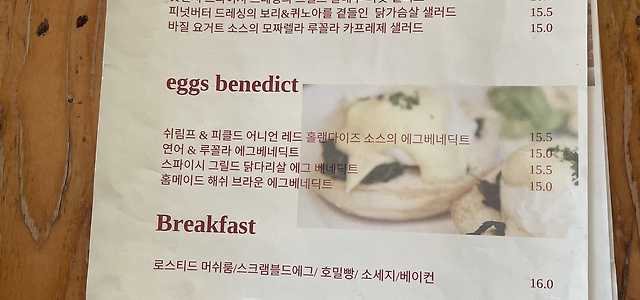 피넛버터 드레싱의 보리&퀴노아를 곁들인 닭가슴살 샐러드 15.5
바질 요거트 소스의 모짜렐라 루꼴라 카프레제 샐러드 15.0
eggs benedict
쉬림프 & 피클드 어니언 레드 홀랜다이즈 소스의 에그베네딕트 15.5
연어 & 루꼴라 에그베네딕트 15.0
스파이시 그릴드 닭다리살 에그 베네딕트 15.5
홈메이드 해쉬 브라운 에그베네딕트 15.0
Breakfast
로스티드 머쉬룸/스크램블드에그/ 호밀빵/ 소세지/베이컨 16.0